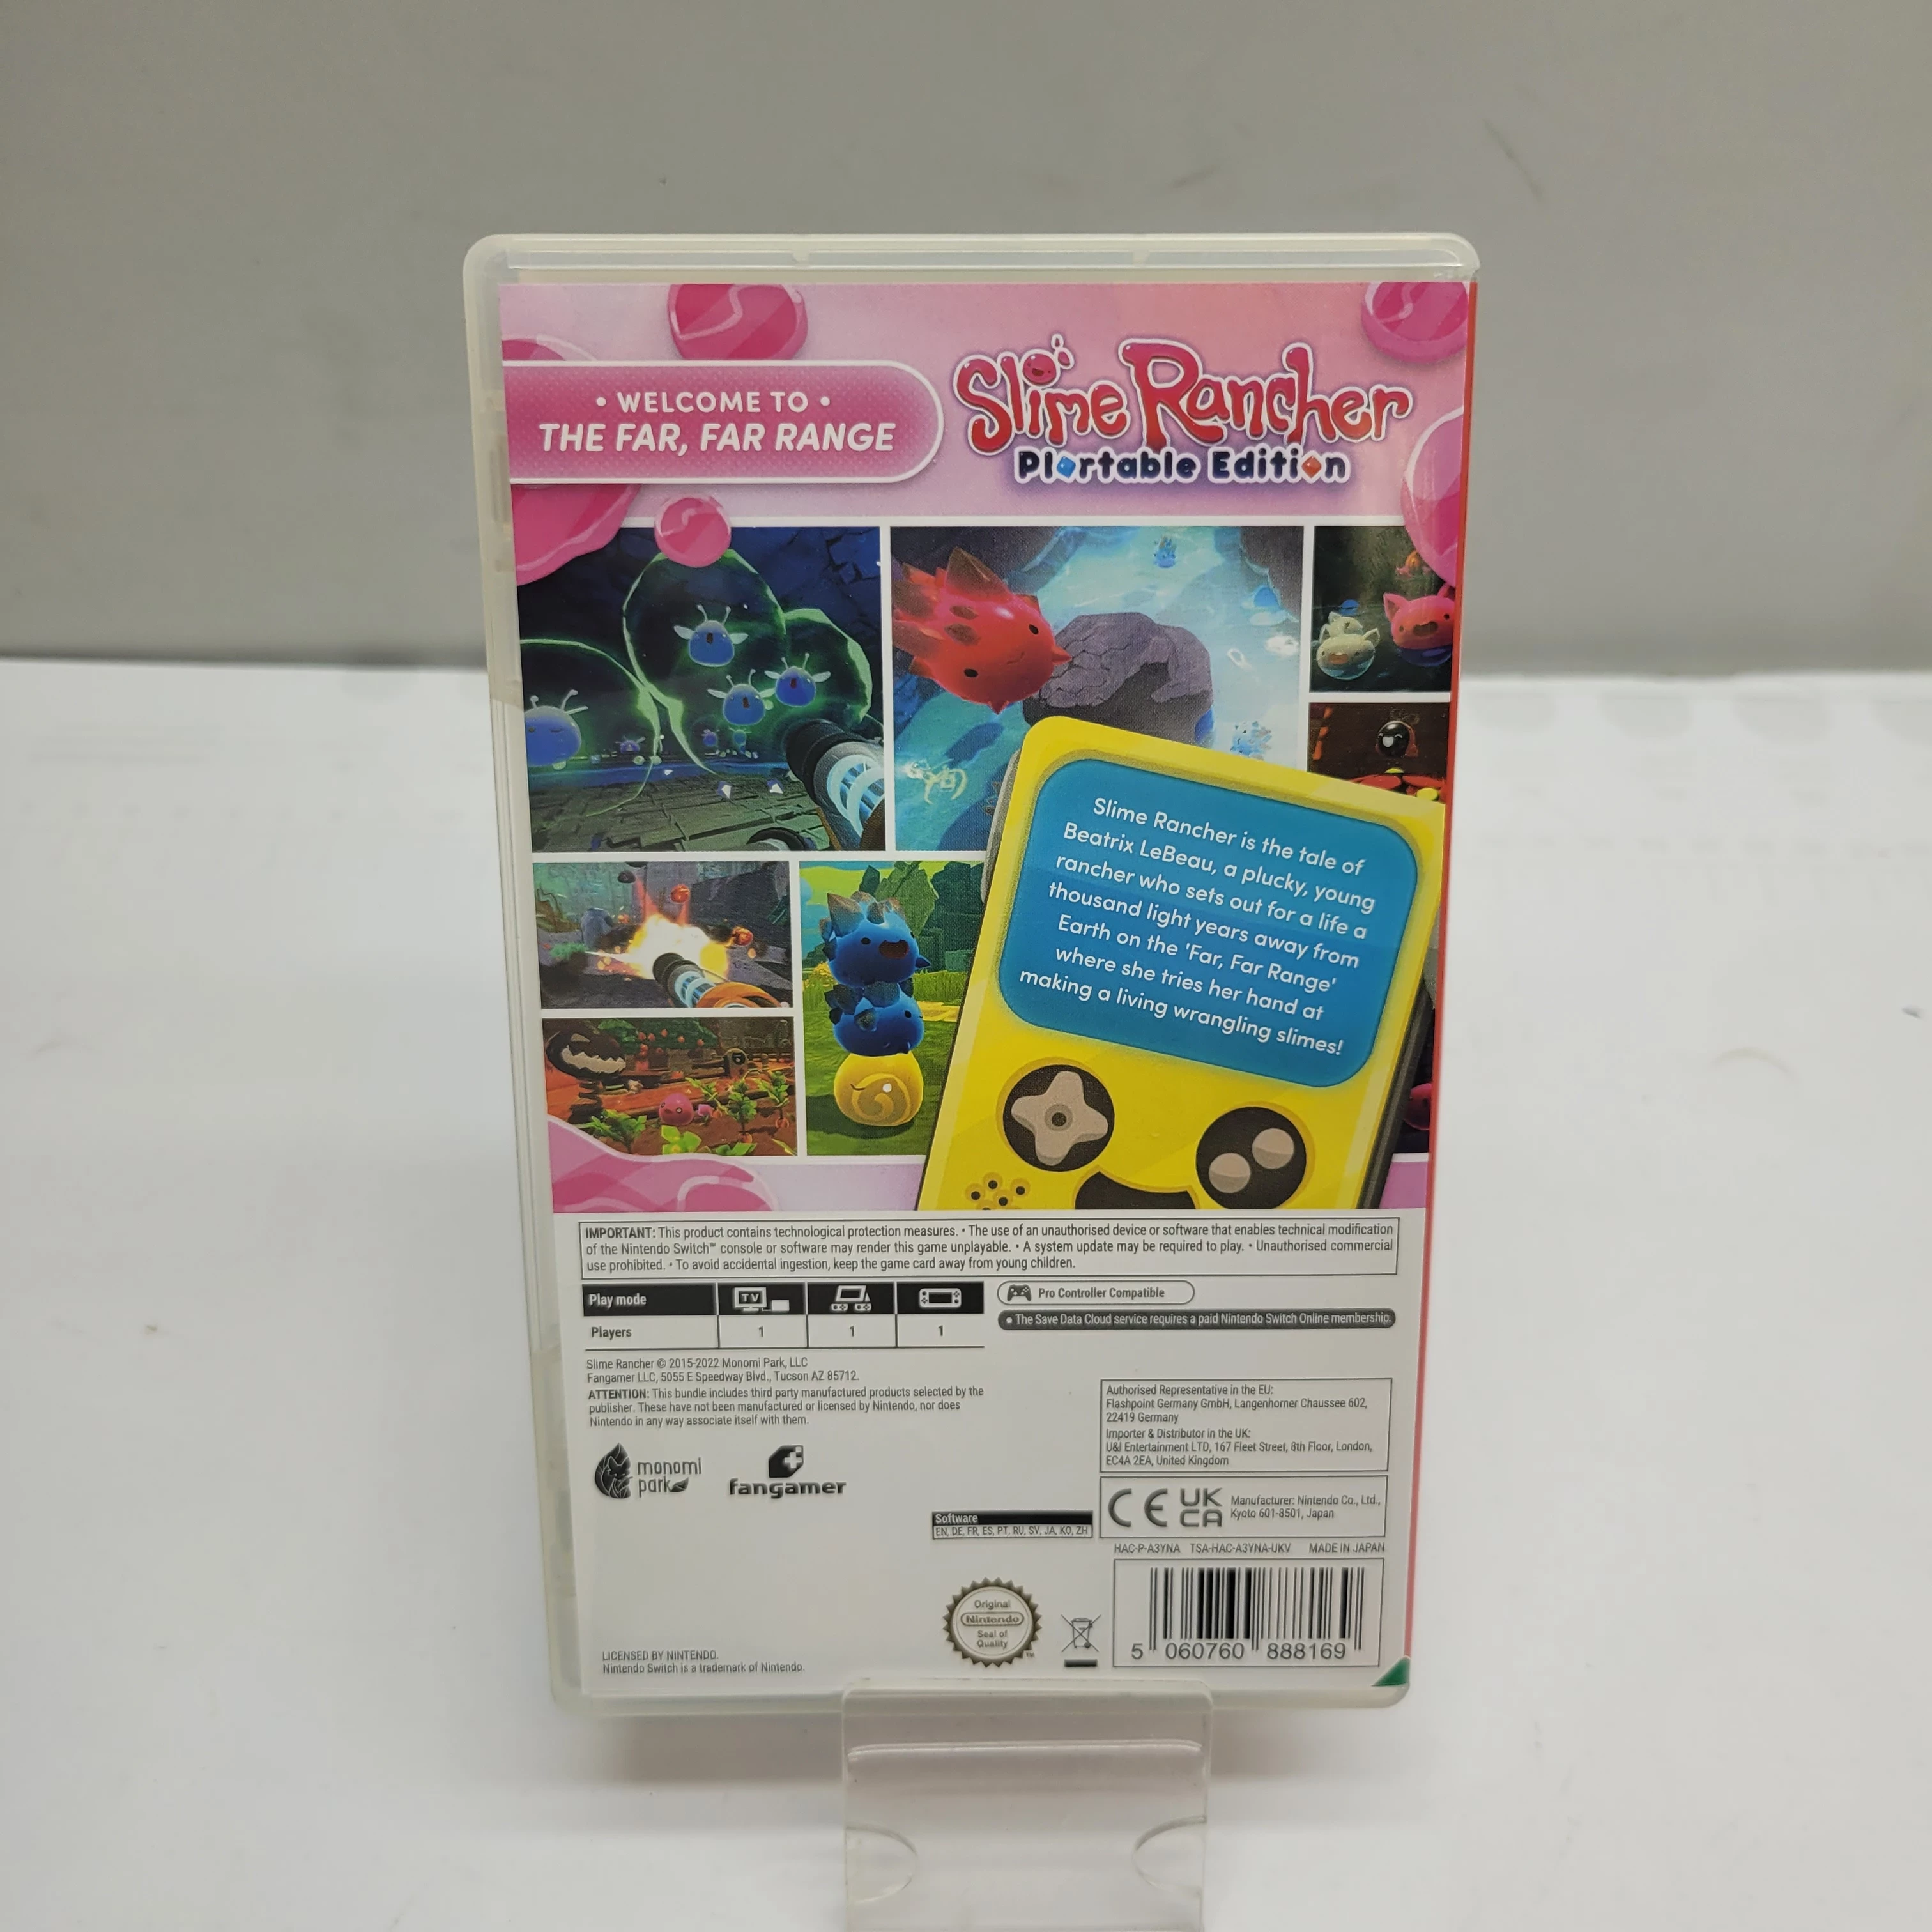 • WELCOME TO •
THE FAR, FAR RANGE
Slime Rancher
Plortable Edition
Slime Rancher is the tale of
Beatrix LeBeau, a plucky, young
rancher who sets out for a life a
thousand light years away from
Earth on the 'Far, Far Range'
where she tries her hand at
making a living wrangling slimes!
IMPORTANT: This product contains technological protection measures. • The use of an unauthorised device or software that enables technical modification
of the Nintendo Switch™ console or software may render this game unplayable. • A system update may be required to play. • Unauthorised commercial
use prohibited. • To avoid accidental ingestion, keep the game card away from young children.
Play mode TV
Players 1 1 1
Pro Controller Compatible
• The Save Data Cloud service requires a paid Nintendo Switch Online membership.
Slime Rancher © 2015-2022 Monomi Park, LLC
Fangamer LLC, 5055 E Speedway Blvd., Tucson AZ 85712.
ATTENTION: This bundle includes third party manufactured products selected by the
publisher. These have not been manufactured or licensed by Nintendo, nor does
Nintendo in any way associate itself with them.
monomi
park
fangamer
Authorised Representative in the EU:
Flashpoint Germany GmbH, Langenhorner Chaussee 602,
22419 Germany
Importer & Distributor in the UK:
U&I Entertainment LTD, 167 Fleet Street, 8th Floor, London,
EC4A 2EA, United Kingdom
CE UK
CA
Manufacturer: Nintendo Co., Ltd.,
Kyoto 601-8501, Japan
Software
EN, DE, FR, ES, PT, RU, SV, JA, KO, ZH
HAC-P-A3YNA TSA-HAC-A3YNA-UKV MADE IN JAPAN
Original
Nintendo
Seal of
Quality
TM
5 060760 888169
LICENSED BY NINTENDO.
Nintendo Switch is a trademark of Nintendo.